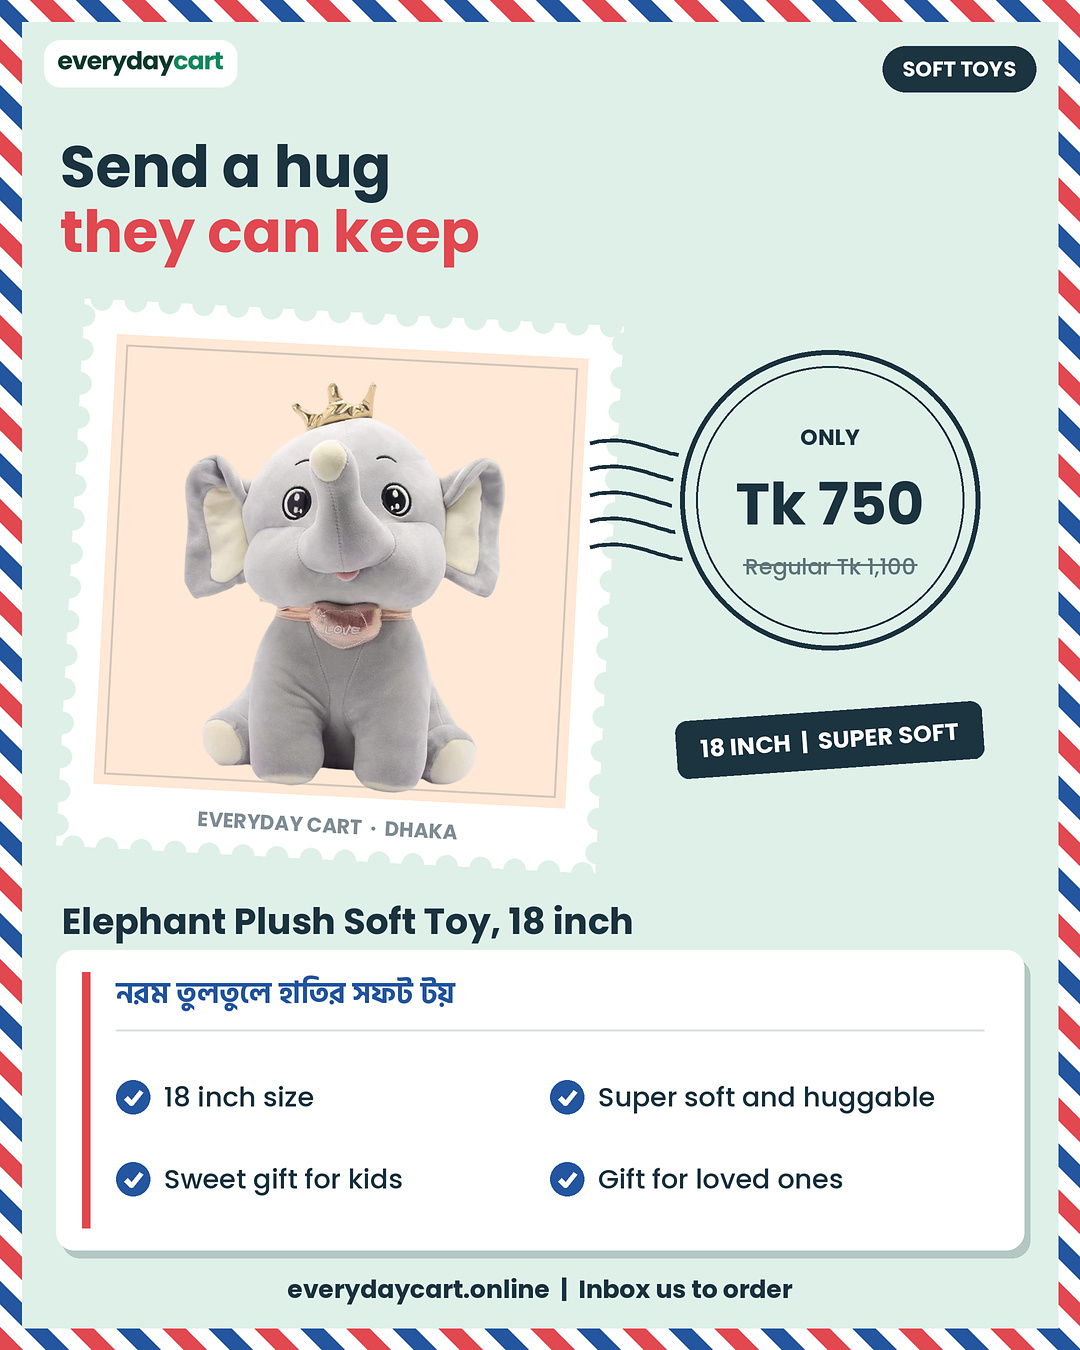 everydaycart
SOFT TOYS
Send a hug
they can keep
LOVE
EVERYDAY CART · DHAKA
ONLY
Tk 750
Regular Tk 1,100
18 INCH | SUPER SOFT
Elephant Plush Soft Toy, 18 inch
নরম তুলতুলে হাতির সফট টয়
18 inch size
Super soft and huggable
Sweet gift for kids
Gift for loved ones
everydaycart.online | Inbox us to order